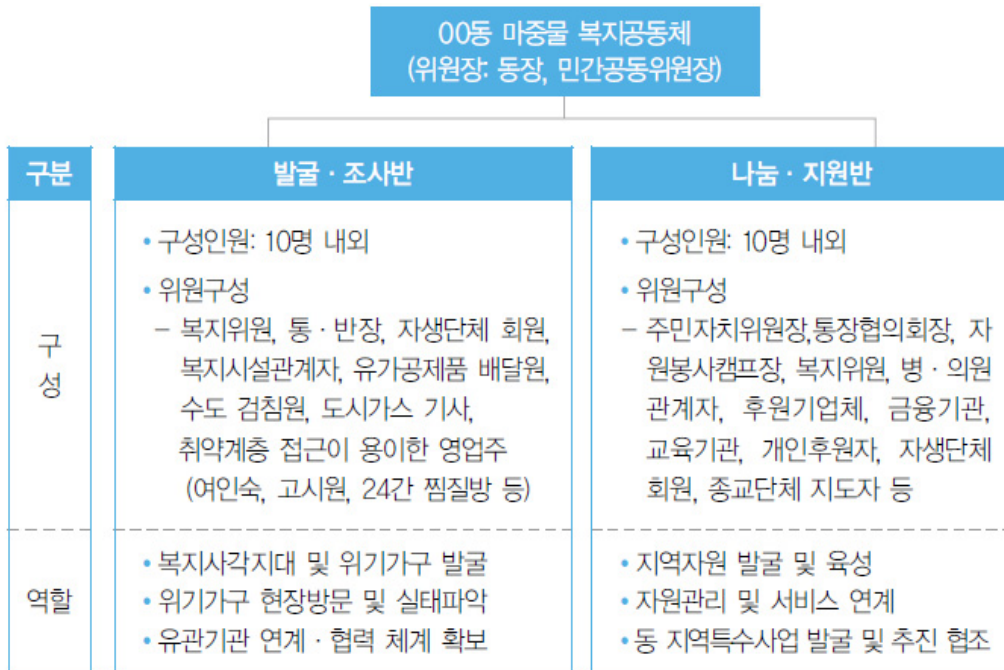 00동 마중물 복지공동체
(위원장: 동장, 민간공동위원장)
구분
발굴 · 조사반
나눔 · 지원반
구
성
• 구성인원: 10명 내외
• 위원구성
– 복지위원, 통 · 반장, 자생단체 회원,
복지시설관계자, 유가공제품 배달원,
수도 검침원, 도시가스 기사,
취약계층 접근이 용이한 영업주
(여인숙, 고시원, 24간 찜질방 등)
• 구성인원: 10명 내외
• 위원구성
– 주민자치위원장,통장협의회장, 자
원봉사캠프장, 복지위원, 병 · 의원
관계자, 후원기업체, 금융기관,
교육기관, 개인후원자, 자생단체
회원, 종교단체 지도자 등
역할
• 복지사각지대 및 위기가구 발굴
• 위기가구 현장방문 및 실태파악
• 유관기관 연계 · 협력 체계 확보
• 지역자원 발굴 및 육성
• 자원관리 및 서비스 연계
• 동 지역특수사업 발굴 및 추진 협조